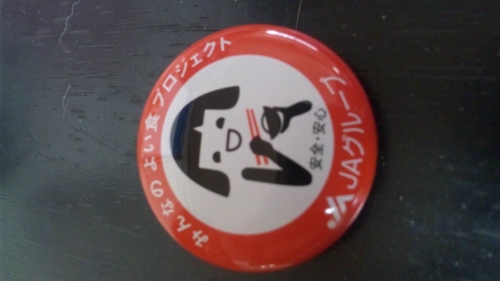 みんなのよい食プロジェクト
安全・安心
JAグループ